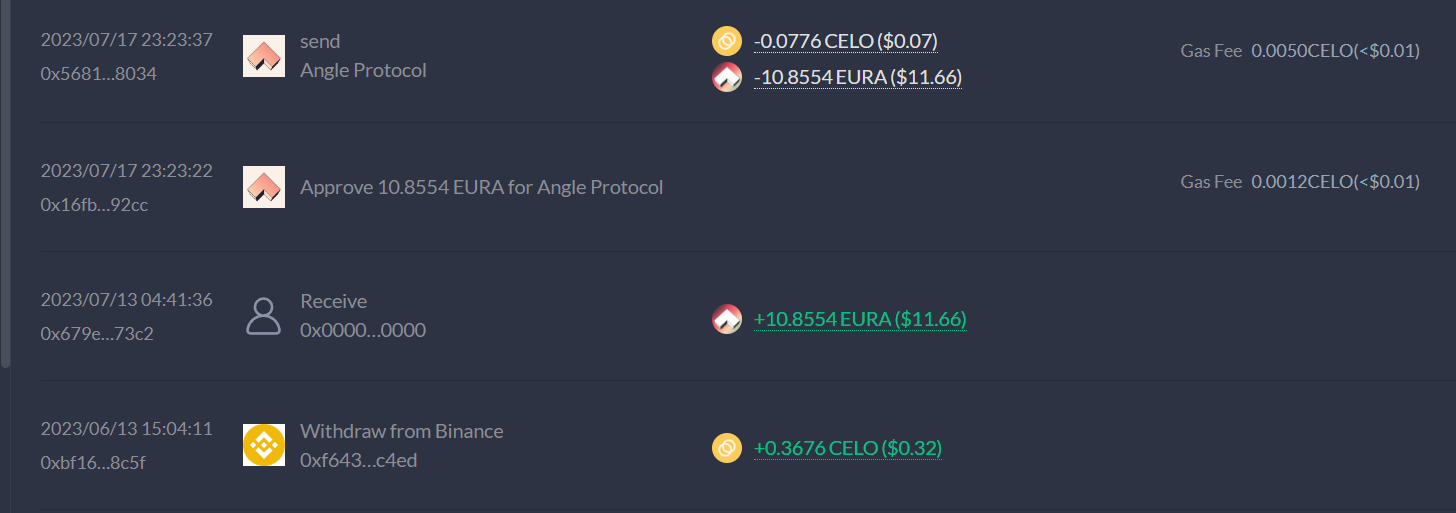 2023/07/17 23:23:37
0x5681...8034
send
Angle Protocol
-0.0776 CELO ($0.07)
-10.8554 EURA ($11.66)
Gas Fee 0.0050CELO(<$0.01)
2023/07/17 23:23:22
0x16fb...92cc
Approve 10.8554 EURA for Angle Protocol
Gas Fee 0.0012CELO(<$0.01)
2023/07/13 04:41:36
0x679e...73c2
Receive
0x0000...0000
+10.8554 EURA ($11.66)
2023/06/13 15:04:11
0xbf16...8c5f
Withdraw from Binance
0xf643...c4ed
+0.3676 CELO ($0.32)